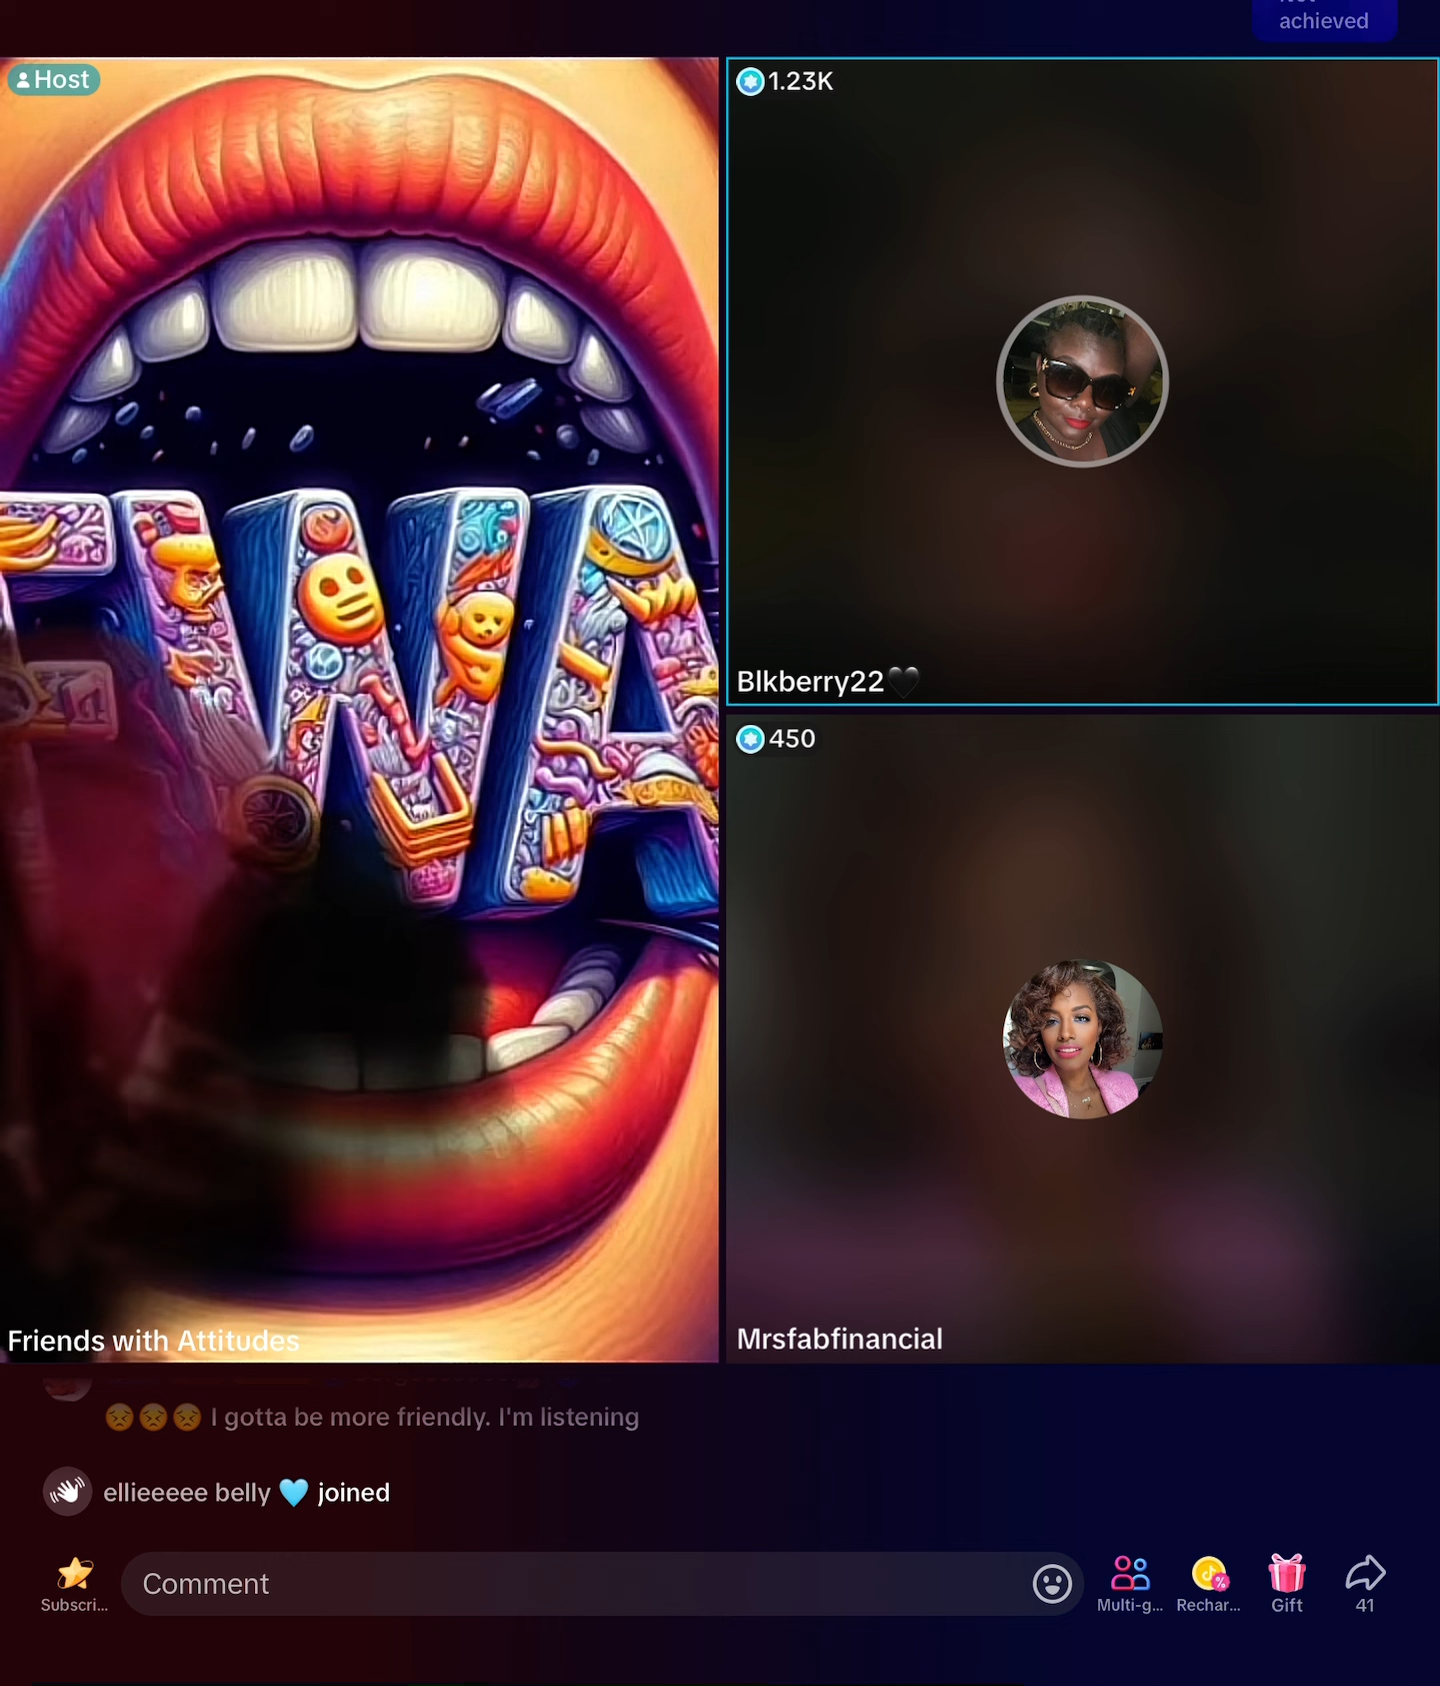 achieved
Host
1.23K
WA
Blkberry22🖤
450
Friends with Attitudes
Mrsfabfinancial
😣😣😣 I gotta be more friendly. I'm listening
ellieeeee belly 🩵 joined
Comment
Subscri...
Multi-g...
Rechar...
Gift
41